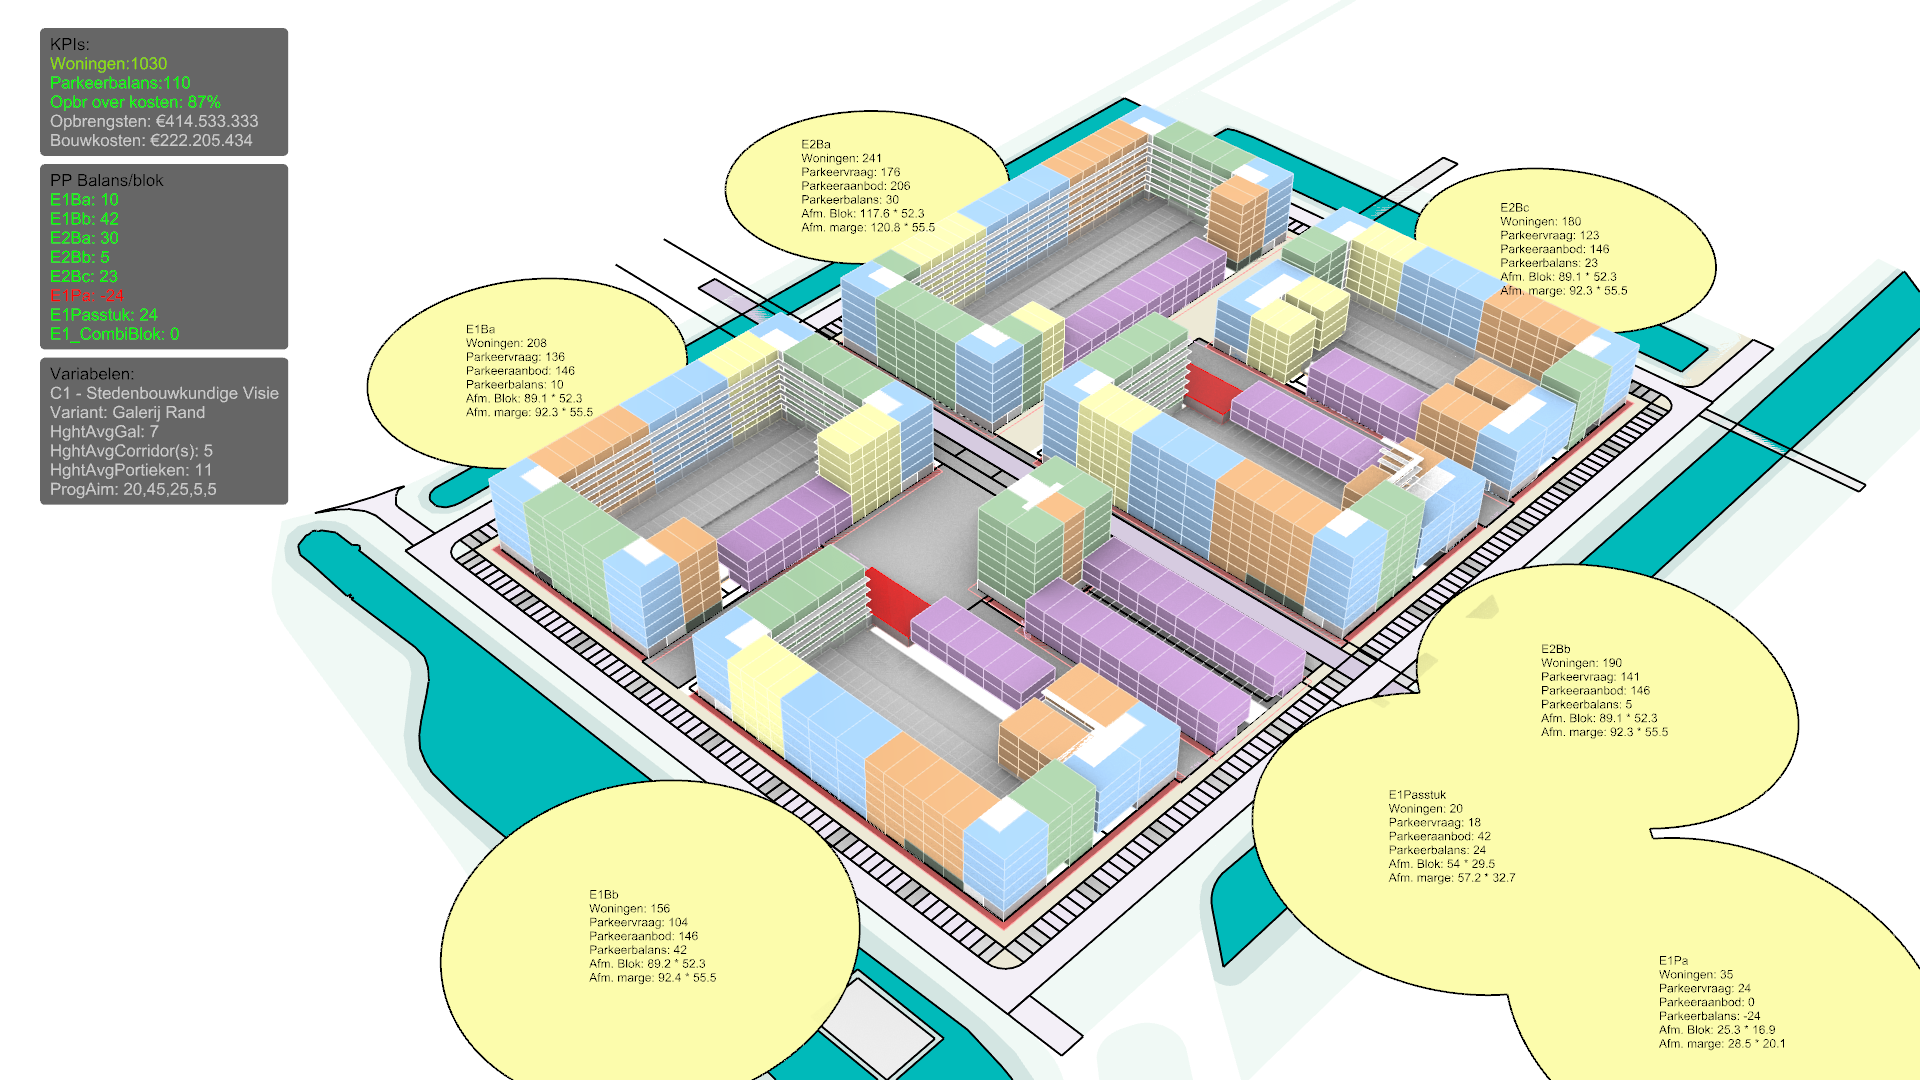 KPIs:
Woningen:1030
Parkeerbalans:110
Opbr over kosten: 87%
Opbrengsten: €414.533.333
Bouwkosten: €222.205.434
PP Balans/blok
E1Ba: 10
E1Bb: 42
E2Ba: 30
E2Bb: 5
E2Bc: 23
E1Pa: -24
E1Passtuk: 24
E1_CombiBlok: 0
Variabelen:
C1 - Stedenbouwkundige Visie
Variant: Galerij Rand
HghtAvgGal: 7
HghtAvgCorridor(s): 5
HghtAvgPortieken: 11
ProgAim: 20,45,25,5,5
E2Ba
Woningen: 241
Parkeervraag: 176
Parkeeraanbod: 206
Parkeerbalans: 30
Afm. Blok: 117.6 * 52.3
Afm. marge: 120.8 * 55.5
E2Bc
Woningen: 180
Parkeervraag: 123
Parkeeraanbod: 146
Parkeerbalans: 23
Afm. Blok: 89.1 * 52.3
Afm. marge: 92.3 * 55.5
E1Ba
Woningen: 208
Parkeervraag: 136
Parkeeraanbod: 146
Parkeerbalans: 10
Afm. Blok: 89.1 * 52.3
Afm. marge: 92.3 * 55.5
E2Bb
Woningen: 190
Parkeervraag: 141
Parkeeraanbod: 146
Parkeerbalans: 5
Afm. Blok: 89.1 * 52.3
Afm. marge: 92.3 * 55.5
E1Passtuk
Woningen: 20
Parkeervraag: 18
Parkeeraanbod: 42
Parkeerbalans: 24
Afm. Blok: 54 * 29.5
Afm. marge: 57.2 * 32.7
E1Bb
Woningen: 156
Parkeervraag: 104
Parkeeraanbod: 146
Parkeerbalans: 42
Afm. Blok: 89.2 * 52.3
Afm. marge: 92.4 * 55.5
E1Pa
Woningen: 35
Parkeervraag: 24
Parkeeraanbod: 0
Parkeerbalans: -24
Afm. Blok: 25.3 * 16.9
Afm. marge: 28.5 * 20.1